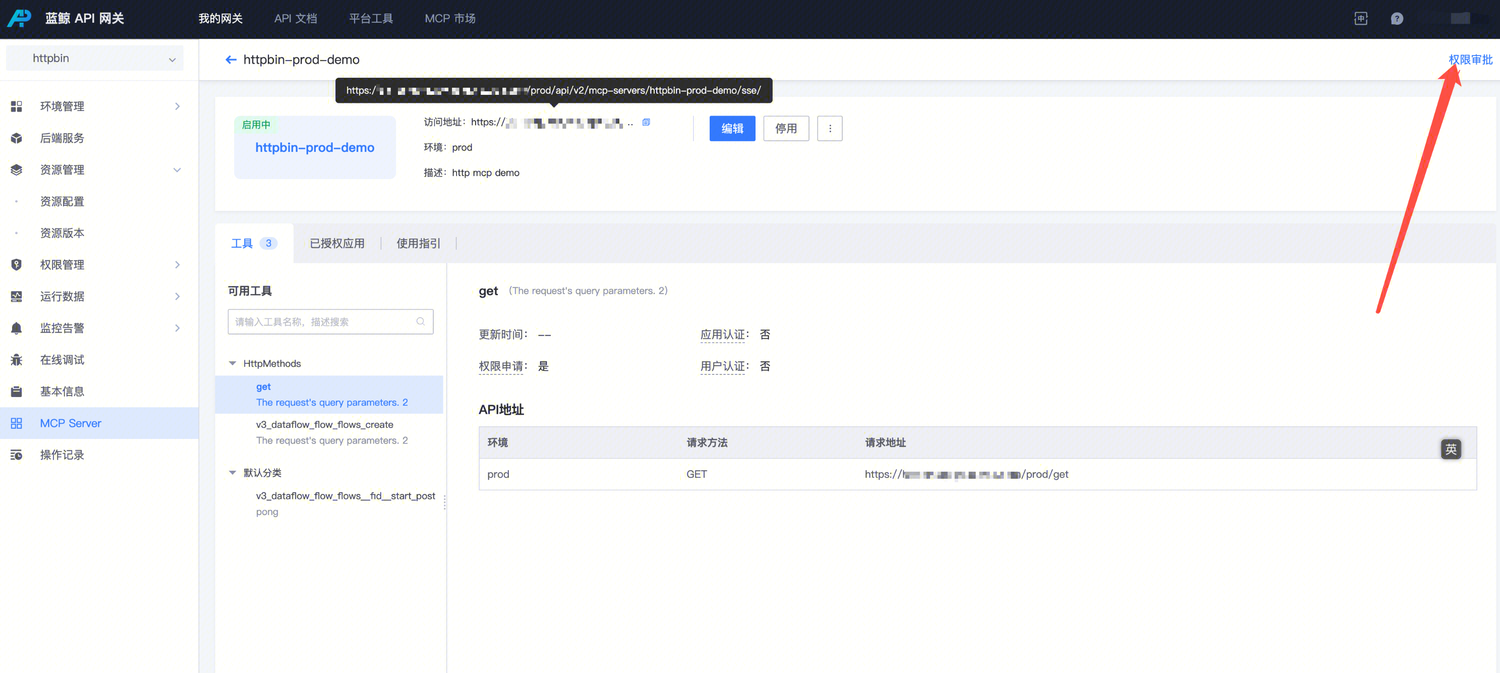 蓝鲸 API 网关
我的网关
API 文档
平台工具
MCP 市场
httpbin
httpbin-prod-demo
权限审批
https://
/prod/api/v2/mcp-servers/httpbin-prod-demo/sse/
环境管理
后端服务
资源管理
资源配置
资源版本
权限管理
运行数据
监控告警
在线调试
基本信息
MCP Server
操作记录
启用中
httpbin-prod-demo
访问地址： https://
..
环境： prod
描述： http mcp demo
编辑
停用
工具 3
已授权应用
使用指引
可用工具
请输入工具名称，描述搜索
HttpMethods
get
The request's query parameters. 2
v3_dataflow_flow_flows_create
The request's query parameters. 2
默认分类
v3_dataflow_flow_flows__fid__start_post
pong
get (The request's query parameters. 2)
更新时间： --
应用认证： 否
权限申请： 是
用户认证： 否
API地址
环境 请求方法 请求地址
英
prod GET https:// /prod/get